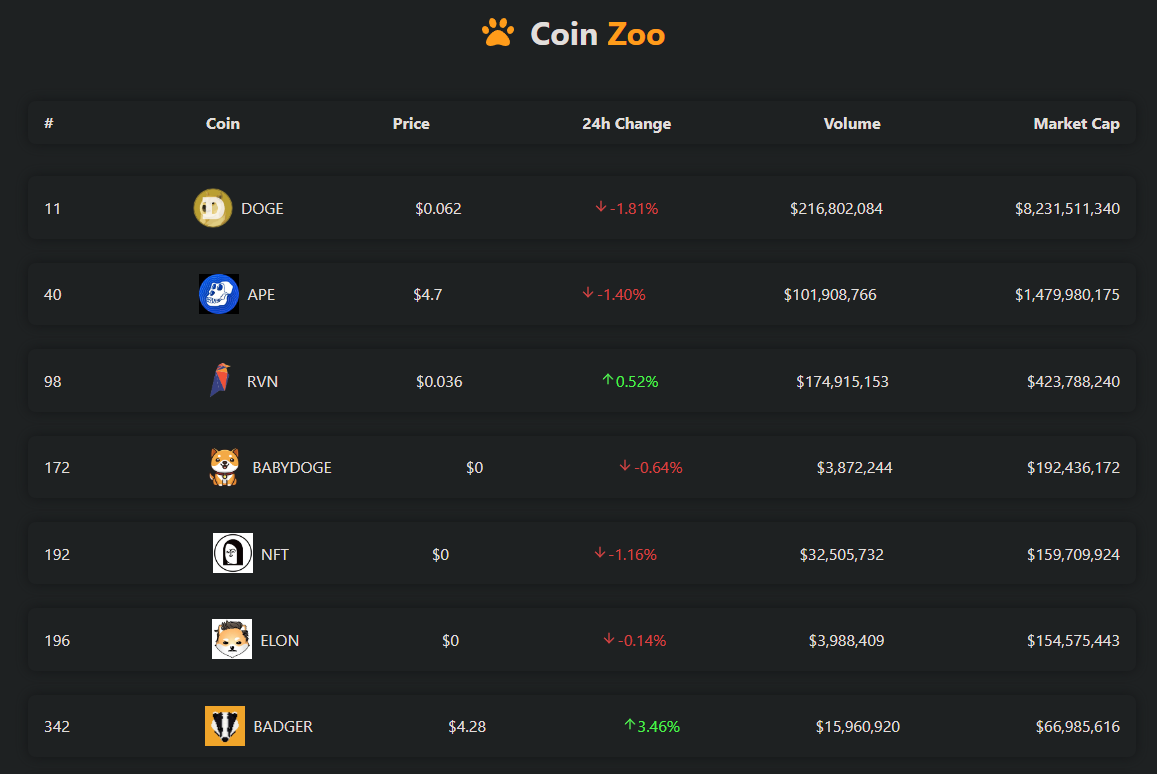 Coin Zoo
# Coin Price 24h Change Volume Market Cap
11 DOGE $0.062 ↓-1.81% $216,802,084 $8,231,511,340
40 APE $4.7 ↓-1.40% $101,908,766 $1,479,980,175
98 RVN $0.036 ↑0.52% $174,915,153 $423,788,240
172 BABYDOGE $0 ↓-0.64% $3,872,244 $192,436,172
192 NFT $0 ↓-1.16% $32,505,732 $159,709,924
196 ELON $0 ↓-0.14% $3,988,409 $154,575,443
342 BADGER $4.28 ↑3.46% $15,960,920 $66,985,616